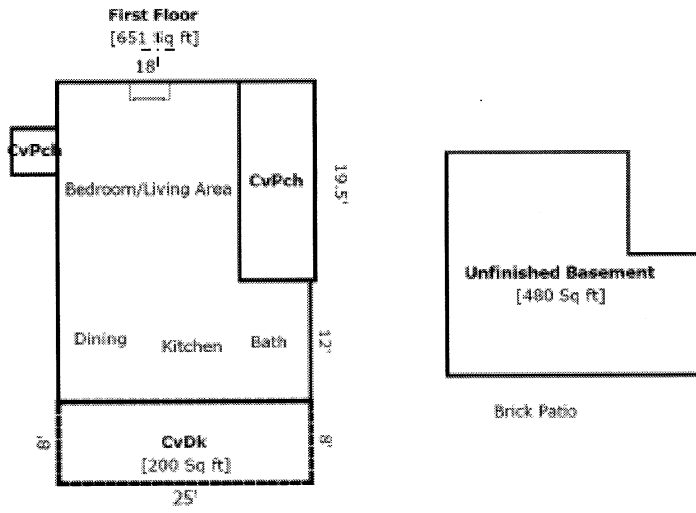 First Floor
[651 Sq ft]
18'
CvPch
Bedroom/Living Area
CvPch
19.5'
Dining
Kitchen
Bath
12'
8'
CvDk
[200 Sq ft]
8'
25'
Unfinished Basement
[480 Sq ft]
Brick Patio